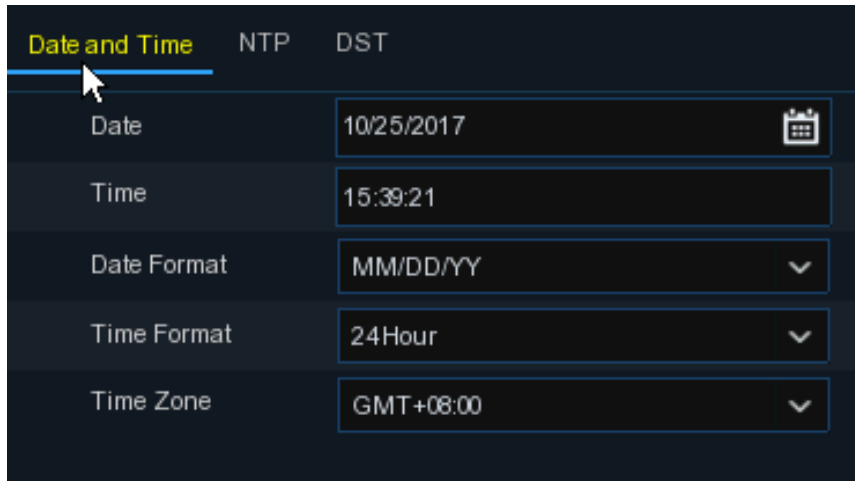 Date and Time NTP DST
Date 10/25/2017
Time 15:39:21
Date Format MM/DD/YY
Time Format 24Hour
Time Zone GMT+08:00